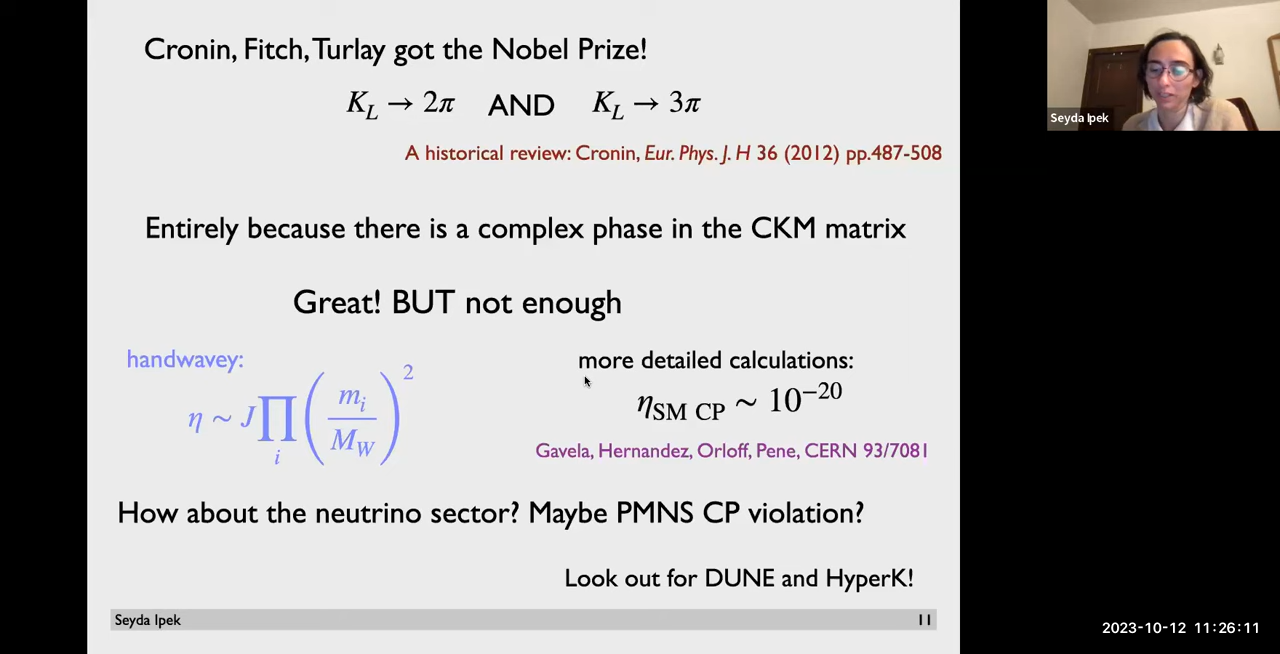 Cronin, Fitch, Turlay got the Nobel Prize!
K_L → 2π AND K_L → 3π
A historical review: Cronin, Eur. Phys. J. H 36 (2012) pp.487-508
Entirely because there is a complex phase in the CKM matrix
Great! BUT not enough
handwavey:
η ~ J∏_i (m_i/M_W)^2
more detailed calculations:
η_SM CP ~ 10^−20
Gavela, Hernandez, Orloff, Pene, CERN 93/7081
How about the neutrino sector? Maybe PMNS CP violation?
Look out for DUNE and HyperK!
Seyda Ipek
11
Seyda Ipek
2023-10-12 11:26:11